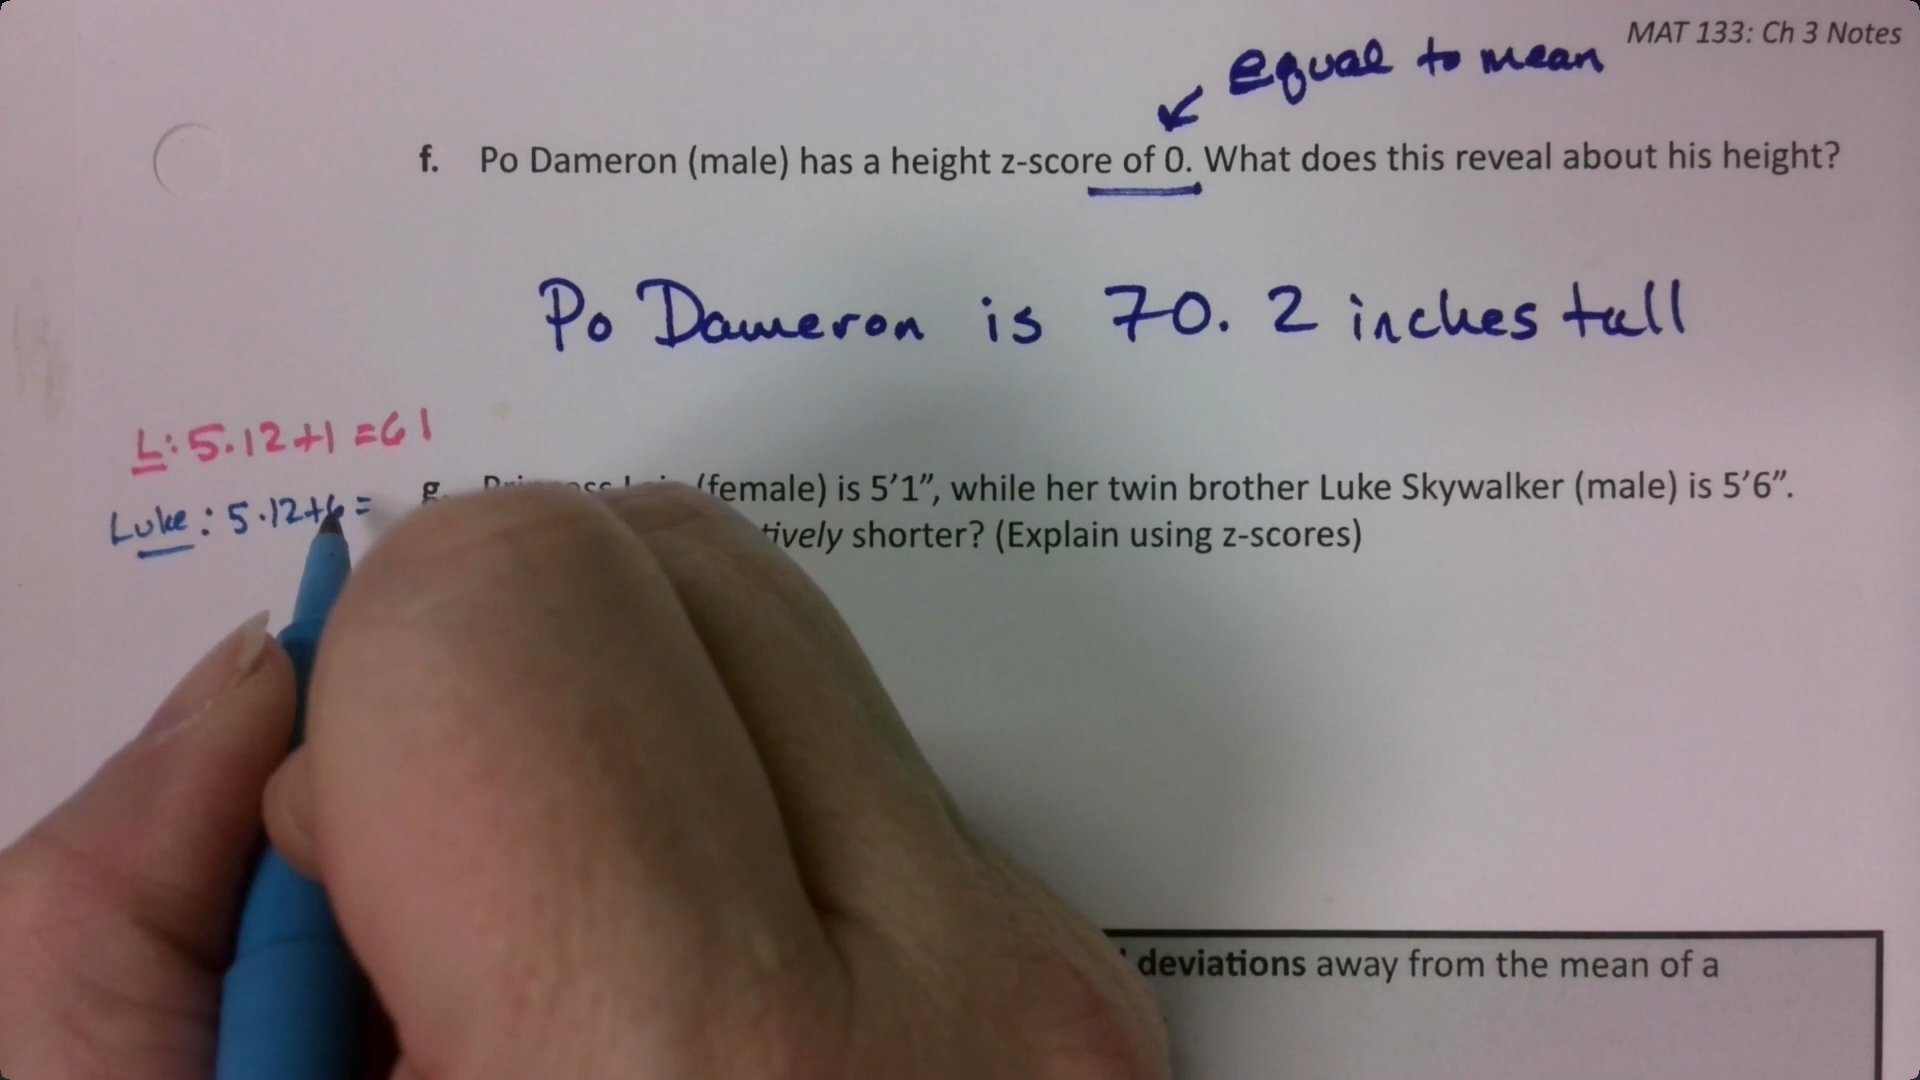 MAT 133: Ch 3 Notes
equal to mean
f. Po Dameron (male) has a height z-score of 0. What does this reveal about his height?
Po Dameron is 70.2 inches tall
L: 5.12+1 =61
g. (female) is 5’1”, while her twin brother Luke Skywalker (male) is 5’6”.
Luke: 5.12+6=
shorter? (Explain using z-scores)
deviations away from the mean of a